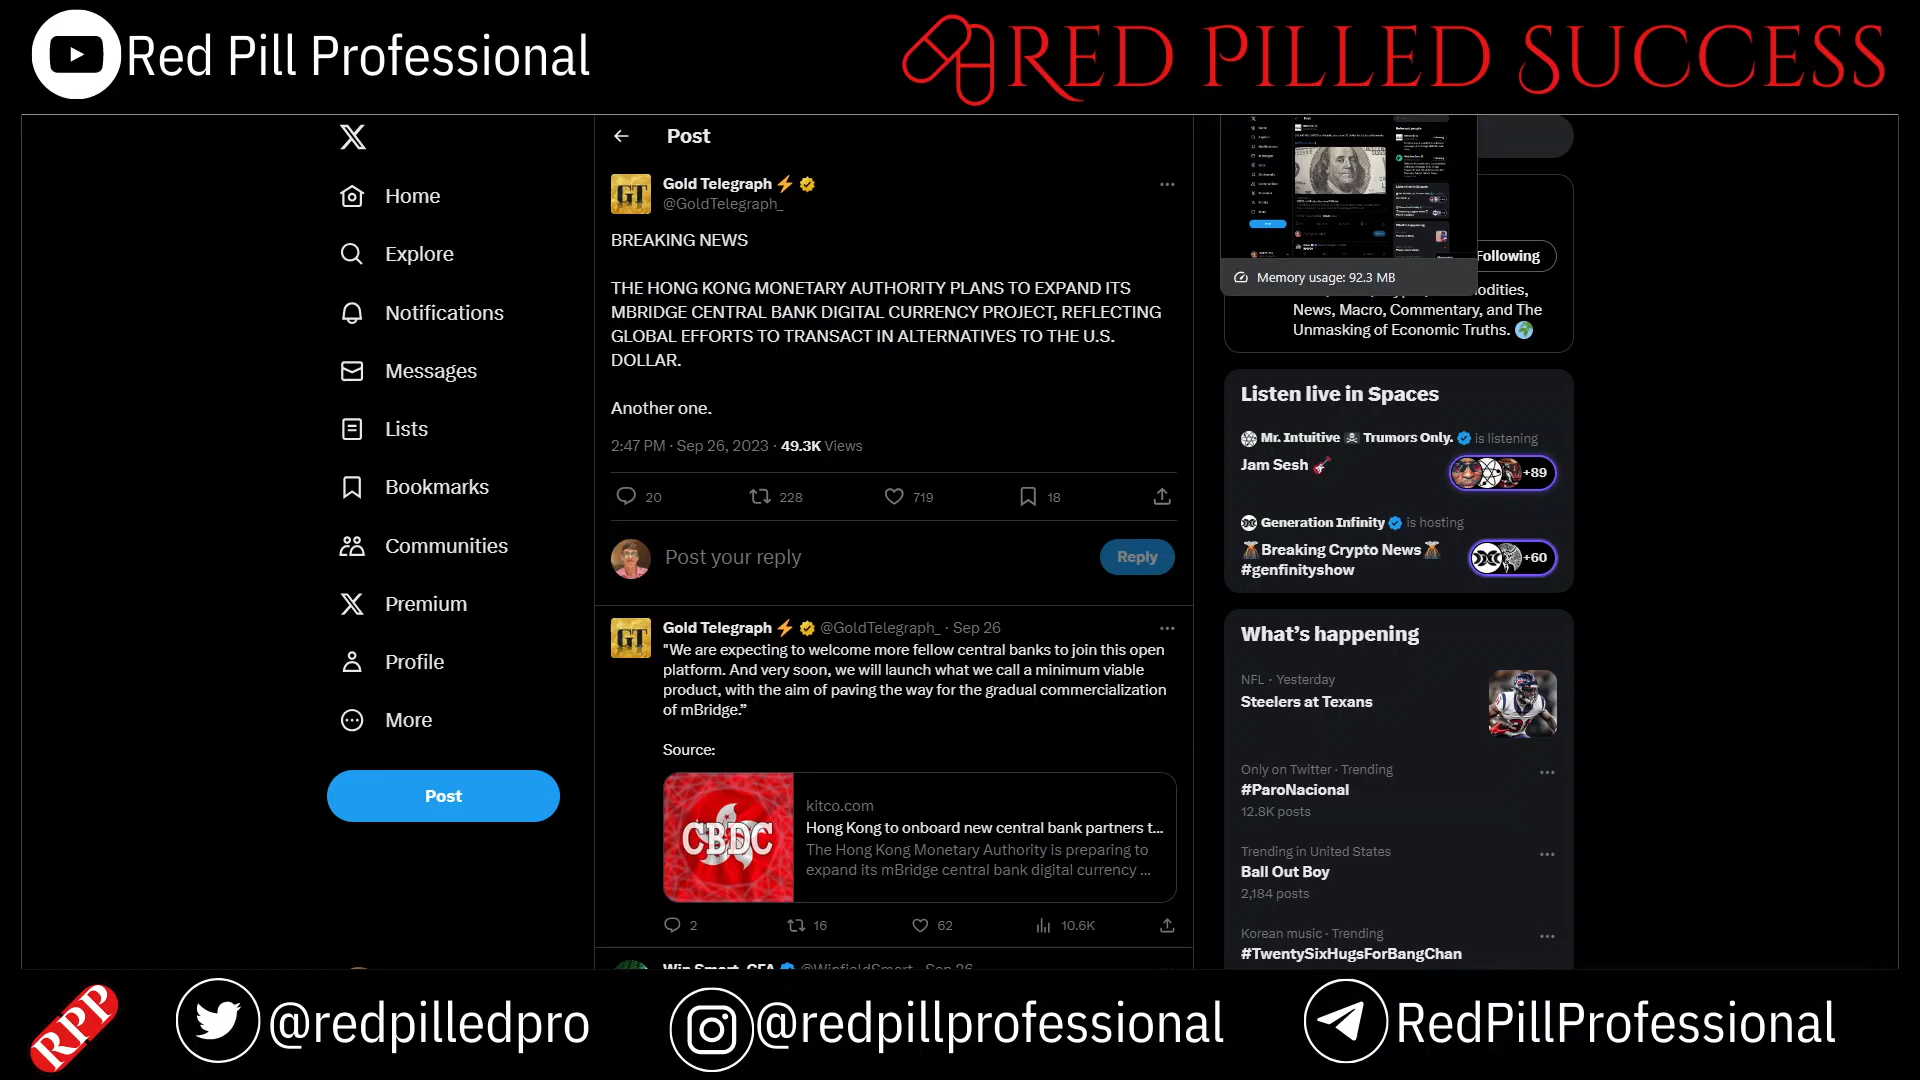 Red Pill Professional
RED PILLED SUCCESS
Home
Explore
Notifications
Messages
Lists
Bookmarks
Communities
Premium
Profile
More
Post
Post
Gold Telegraph
@GoldTelegraph_
BREAKING NEWS
THE HONG KONG MONETARY AUTHORITY PLANS TO EXPAND ITS
MBRIDGE CENTRAL BANK DIGITAL CURRENCY PROJECT, REFLECTING
GLOBAL EFFORTS TO TRANSACT IN ALTERNATIVES TO THE U.S.
DOLLAR.
Another one.
2:47 PM · Sep 26, 2023 · 49.3K Views
20 228 719 18
Post your reply
Reply
Gold Telegraph @GoldTelegraph_ · Sep 26
"We are expecting to welcome more fellow central banks to join this open
platform. And very soon, we will launch what we call a minimum viable
product, with the aim of paving the way for the gradual commercialization
of mBridge.”
Source:
CBDC
kitco.com
Hong Kong to onboard new central bank partners t...
The Hong Kong Monetary Authority is preparing to
expand its mBridge central bank digital currency ...
2 16 62 10.6K
Win Smart, CFA @WinfieldSmart · Sep 26
Memory usage: 92.3 MB
Following
News, Macro, Commentary, and The
Unmasking of Economic Truths.
Listen live in Spaces
Mr. Intuitive Trumors Only. is listening
Jam Sesh
+89
Generation Infinity is hosting
Breaking Crypto News
#genfinityshow
+60
What’s happening
NFL · Yesterday
Steelers at Texans
Only on Twitter · Trending
#ParoNacional
12.8K posts
Trending in United States
Ball Out Boy
2,184 posts
Korean music · Trending
#TwentySixHugsForBangChan
RPP
@redpilledpro
@redpillprofessional
RedPillProfessional